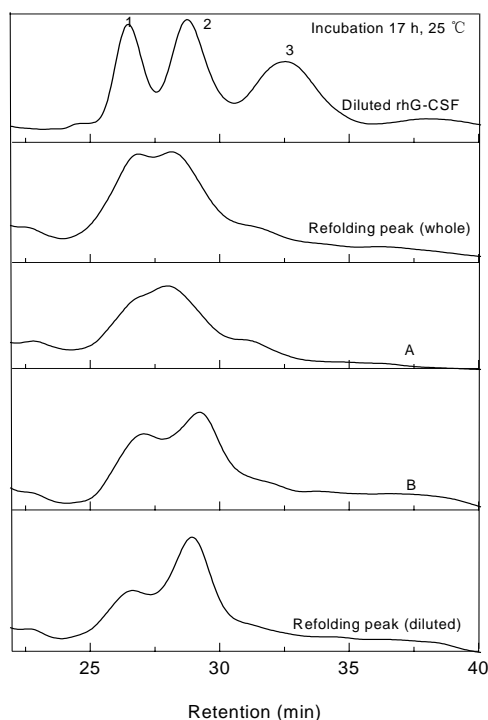 1
2
3
Incubation 17 h, 25 ℃
Diluted rhG-CSF
Refolding peak (whole)
A
B
Refolding peak (diluted)
25 30 35 40
Retention (min)